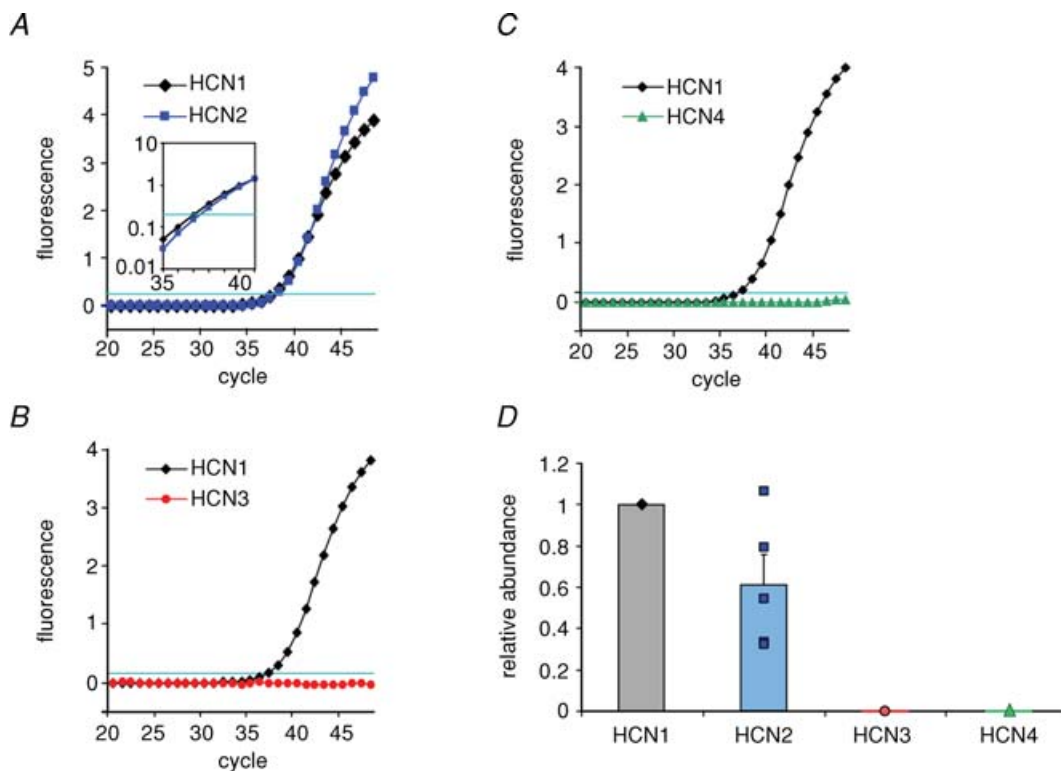 A
fluorescence
5
4
3
2
1
0
HCN1
HCN2
10
1
0.1
0.01
35
40
20 25 30 35 40 45
cycle
B
fluorescence
4
3
2
1
0
HCN1
HCN3
20 25 30 35 40 45
cycle
C
fluorescence
4
3
2
1
0
HCN1
HCN4
20 25 30 35 40 45
cycle
D
relative abundance
1.2
1
0.8
0.6
0.4
0.2
0
HCN1 HCN2 HCN3 HCN4